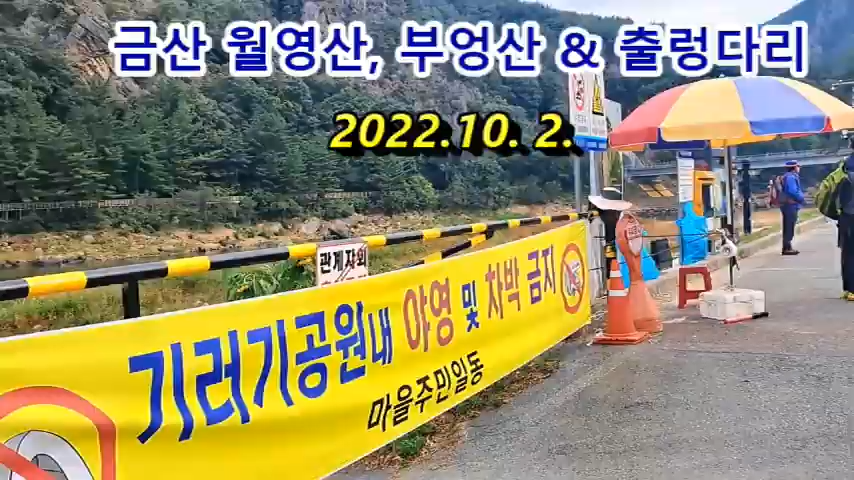 금산 월영산, 부엉산 & 출렁다리
2022.10. 2.
관계자외
기러기공원내 야영 및 차박 금지
마을주민일동